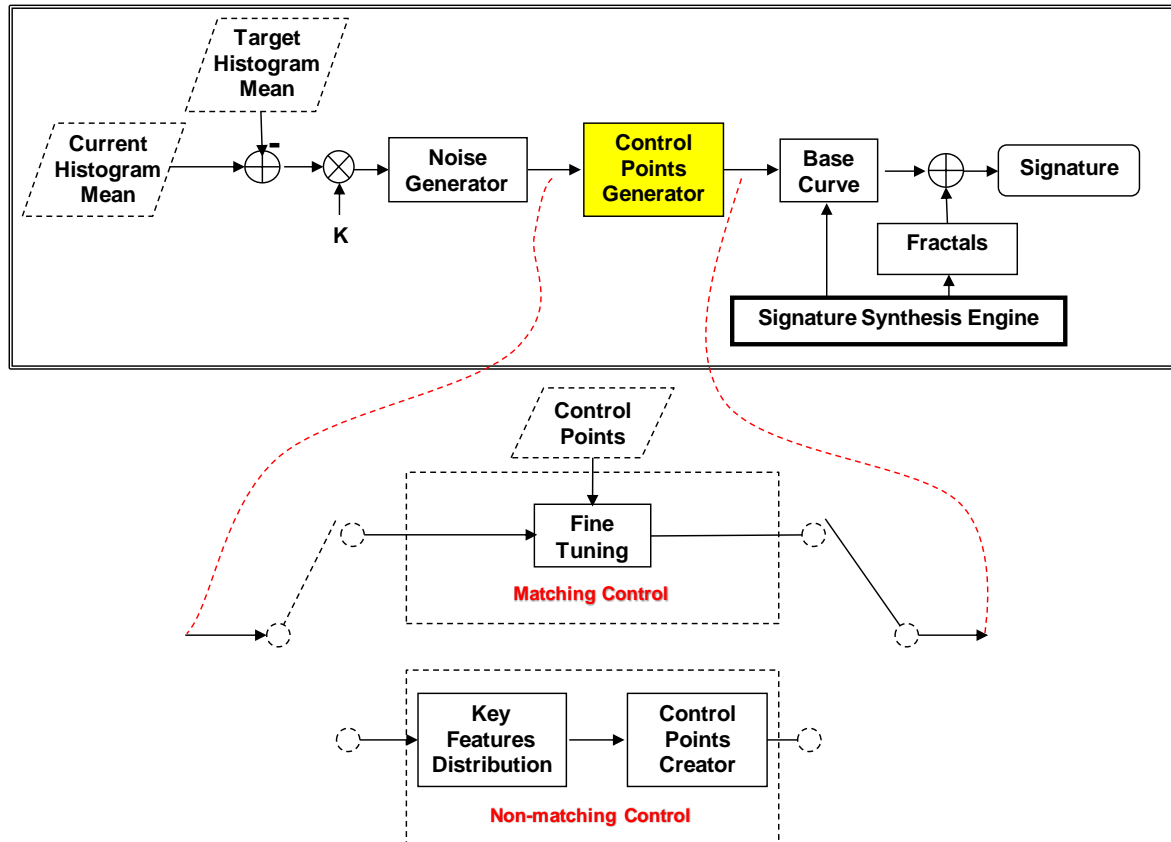 Target
Histogram
Mean
Current
Histogram
Mean
-
K
Noise
Generator
Control
Points
Generator
Base
Curve
Signature
Fractals
Signature Synthesis Engine
Control
Points
Fine
Tuning
Matching Control
Key
Features
Distribution
Control
Points
Creator
Non-matching Control